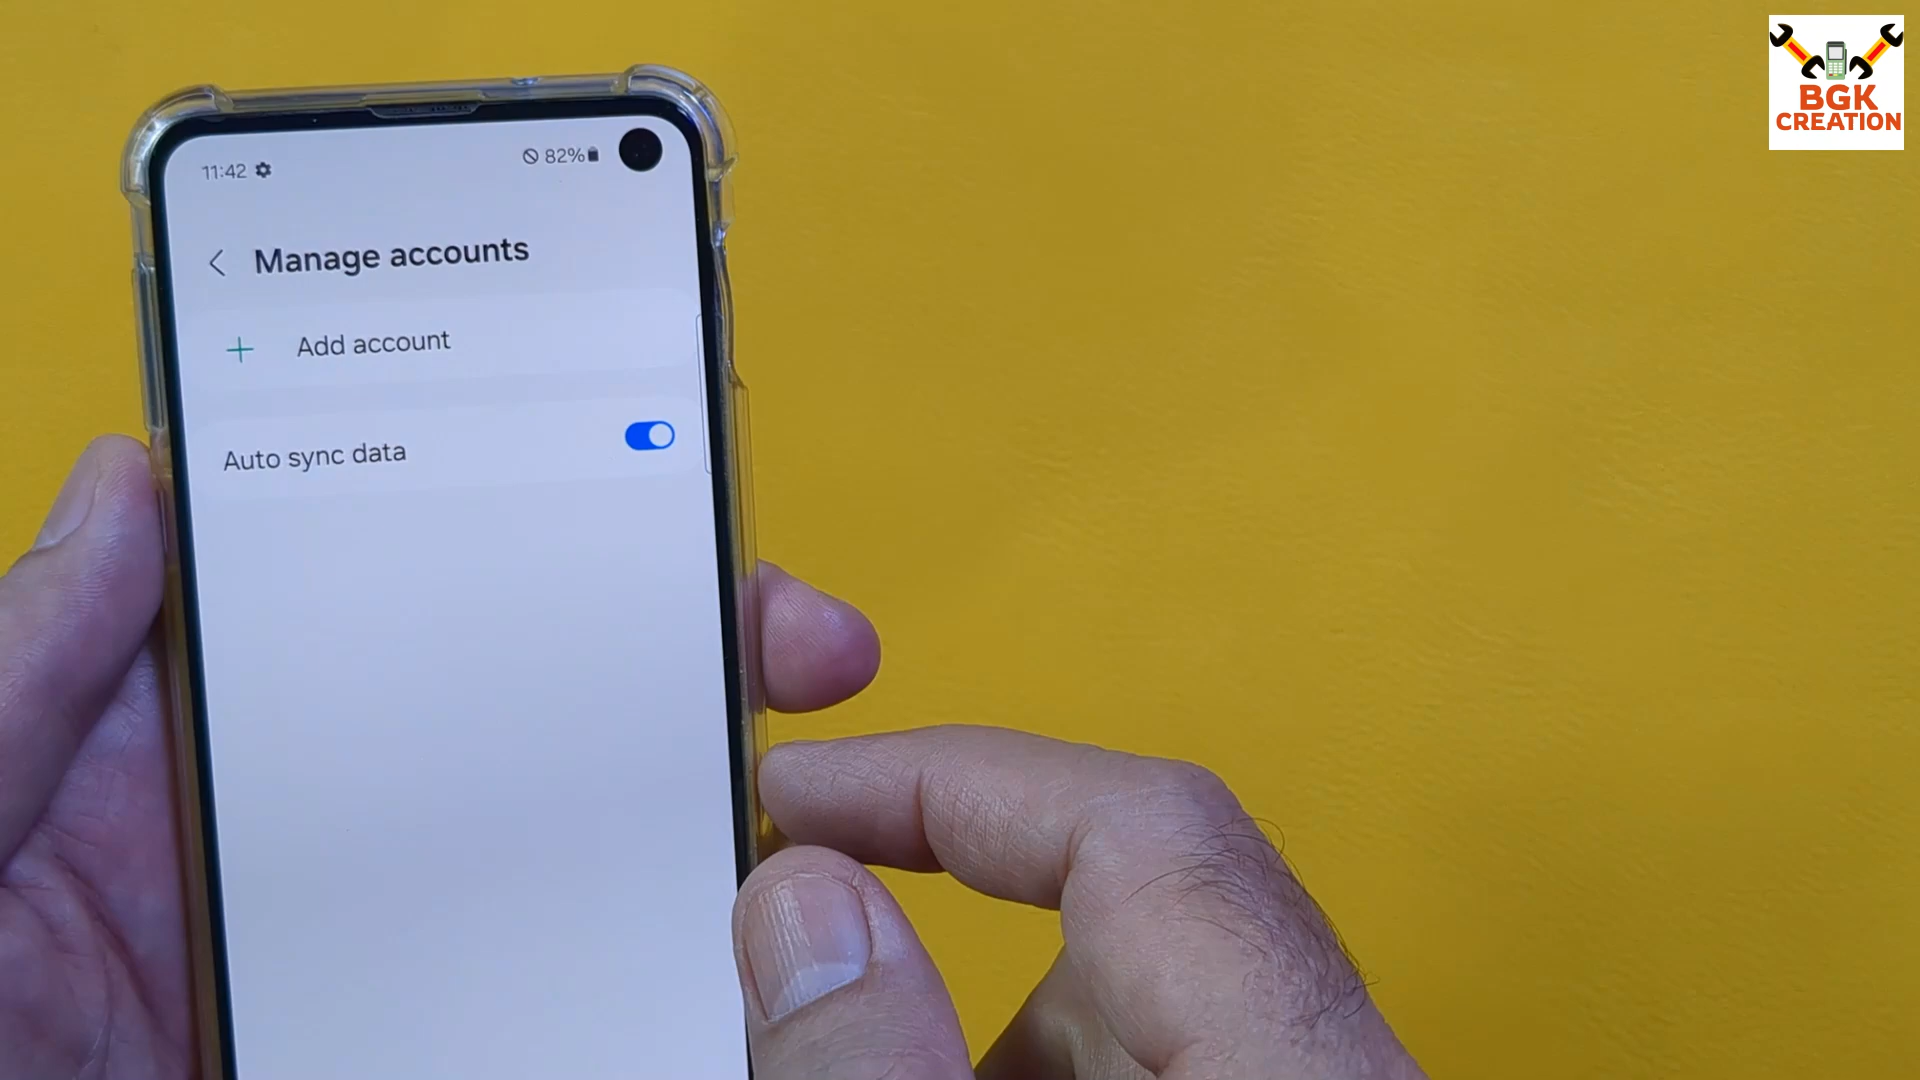 11:42
82%
Manage accounts
Add account
Auto sync data
BGK
CREATION